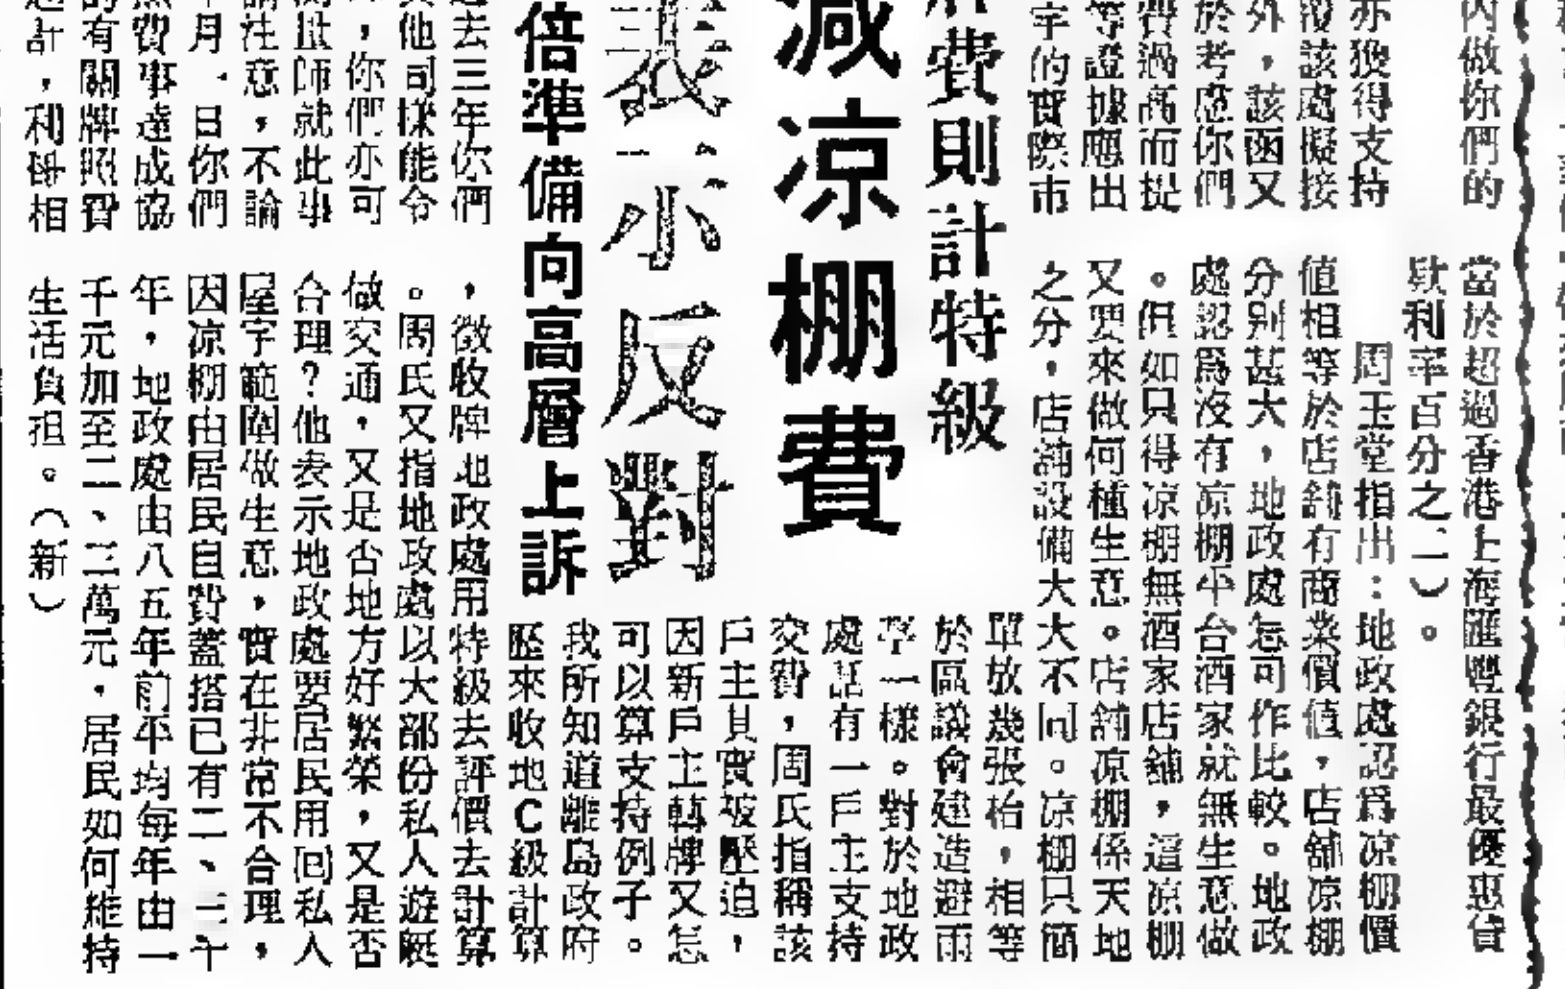 內做你們的
亦獲得支持
復該處擬接
外，該函又
於考慮你們
費過高而提
等證據應出
宇的實際市
費則計特級
減凉棚費
表示反對
倍準備向高層上訴
去三年你們
他司樣能令
，你們亦可
師就此事
注意，不論
月，日你們
費事達成協
的有關牌照費
計，利每相
當於超過香港上海匯豐銀行最優惠貸
欵利率百分之二）。
周玉堂指出：地政處認爲凉棚價
值相等於店舖有商業價值，店舖凉棚
分別甚大，地政處怎可作比較。地政
處認爲沒有凉棚平台酒家就無生意做
。但如只得凉棚無酒家店舖，這凉棚
又要來做何種生意。店舖凉棚係天地
之分，店舖設備大大不同。凉棚只簡
單放幾張枱，相等
於區議會建造避雨
亭一樣。對於地政
處話有一戶主支持
交費，周氏指稱該
戶主其實被壓迫，
因新戶主轉牌又怎
可以算支持例子。
我所知道離島政府
歷來收地C級計算
，徵收牌地政處用特級去評價去計算
。周氏又指地政處以大部份私人遊艇
做交通，又是否地方好繁榮，又是否
合理？他表示地政處要居民用回私人
屋宇範圍做生意，實在非常不合理，
因凉棚由居民自費蓋搭已有二、三十
年，地政處由八五年前平均每年由一
千元加至二、三萬元，居民如何維持
生活負担。（新）